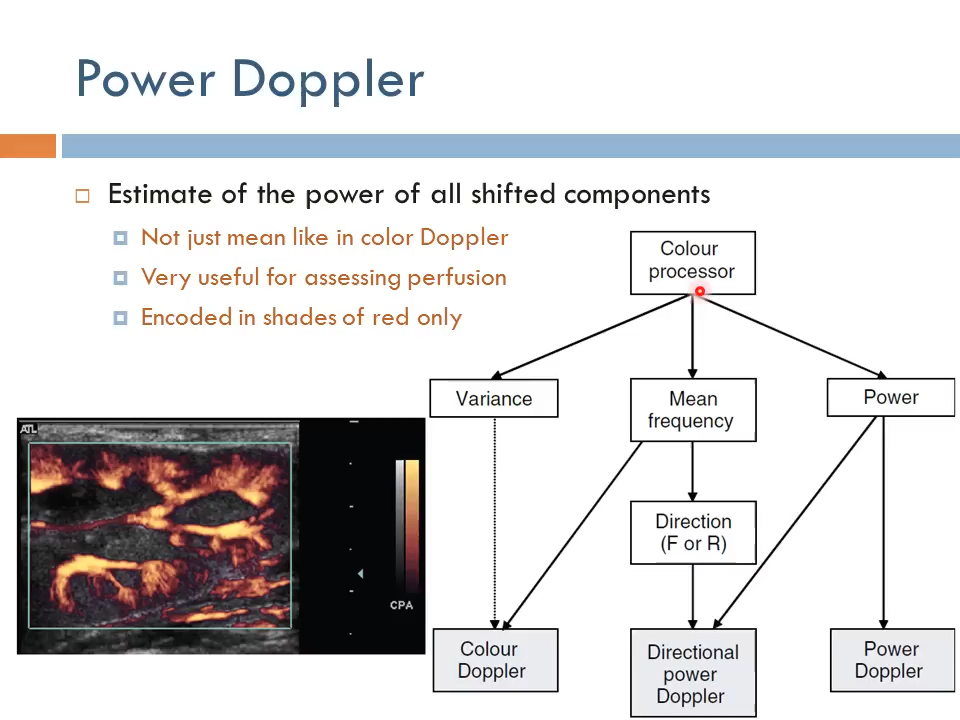 Power Doppler
Estimate of the power of all shifted components
Not just mean like in color Doppler
Very useful for assessing perfusion
Encoded in shades of red only
Colour
processor
Variance
Mean
frequency
Power
Direction
(F or R)
Colour
Doppler
Directional
power
Doppler
Power
Doppler
ATL
CPA